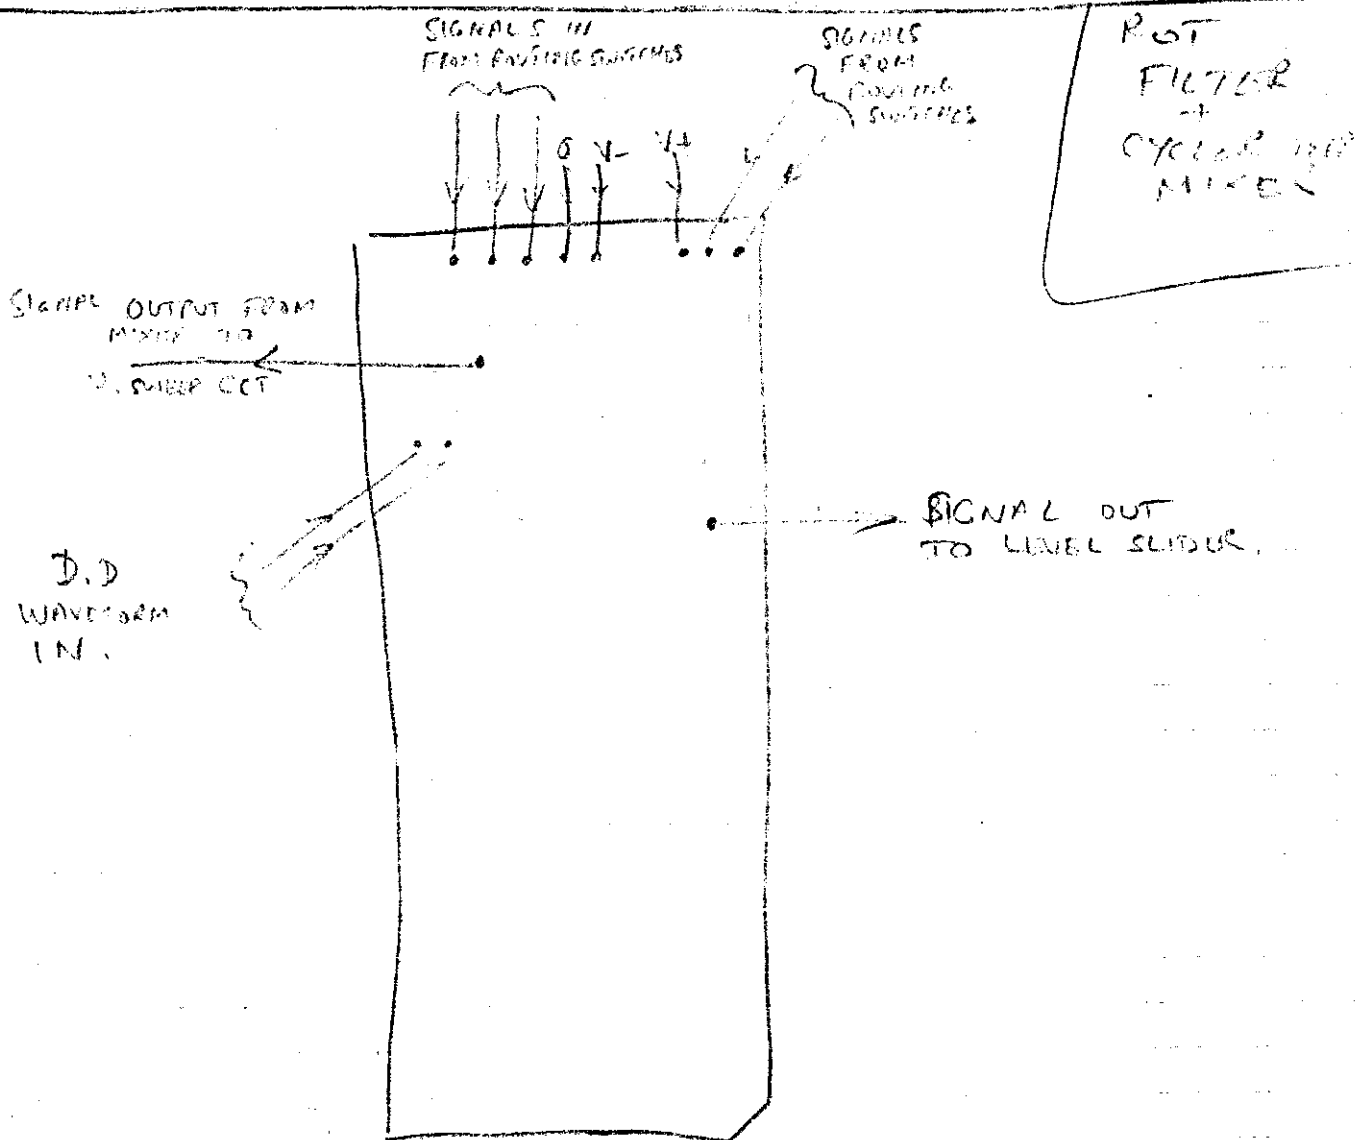 SIGNALS IN
FROM ROUTING SWITCHES
SIGNALS
FROM
ROUTING
SWITCHES
ROT
FILTER
+
MIXER
O V- V+
SIGNAL OUTPUT FROM
MIXER TO
SWEEP CCT
SIGNAL OUT
TO LEVEL SLIDER.
D.D
WAVEFORM
IN.